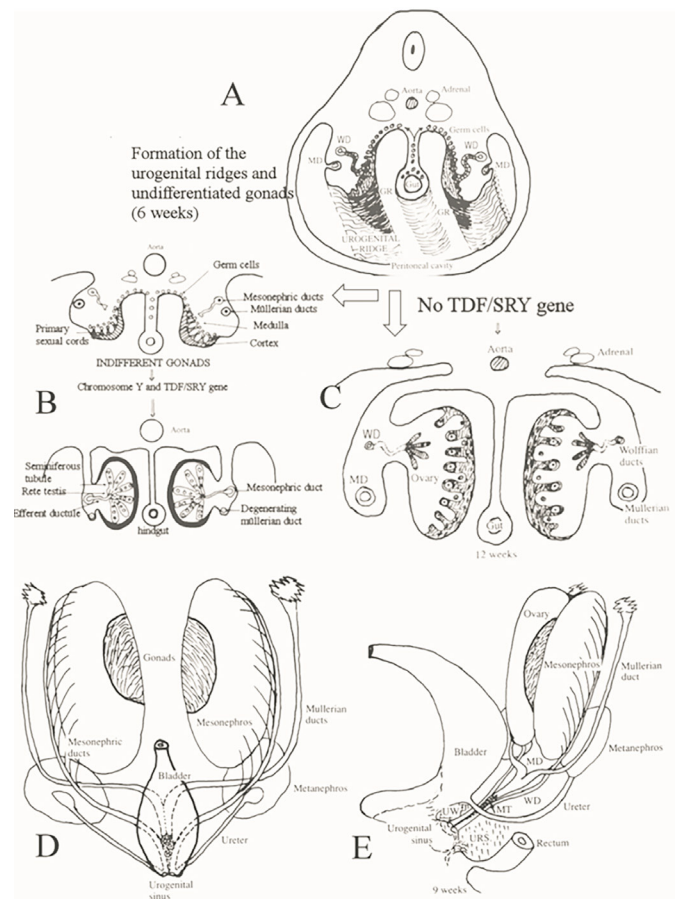 A
Aorta
Adrenal
Germ cells
WD
WD
MD
MD
Gut
GR
GR
UROGENITAL
RIDGE
Peritoneal cavity
Formation of the
urogenital ridges and
undifferentiated gonads
(6 weeks)
Aorta
Germ cells
Mesonephric ducts
Müllerian ducts
Medulla
Cortex
Primary
sexual cords
INDIFFERENT GONADS
Chromosome Y and TDF/SRY gene
B
Aorta
Seminiferous
tubule
Rete testis
Efferent ductule
Mesonephric duct
Degenerating
müllerian duct
hindgut
No TDF/SRY gene
Aorta
Adrenal
C
WD
MD
Ovary
Wolffian
ducts
Mullerian
ducts
Gut
12 weeks
Gonads
Mesonephros
Mullerian
ducts
Mesonephric
ducts
Bladder
Metanephros
D
Ureter
Urogenital
sinus
Ovary
Mesonephros
Mullerian
duct
Bladder
MD
Metanephros
WD
UW
MT
Ureter
Urogenital
sinus
URS
E
Rectum
9 weeks